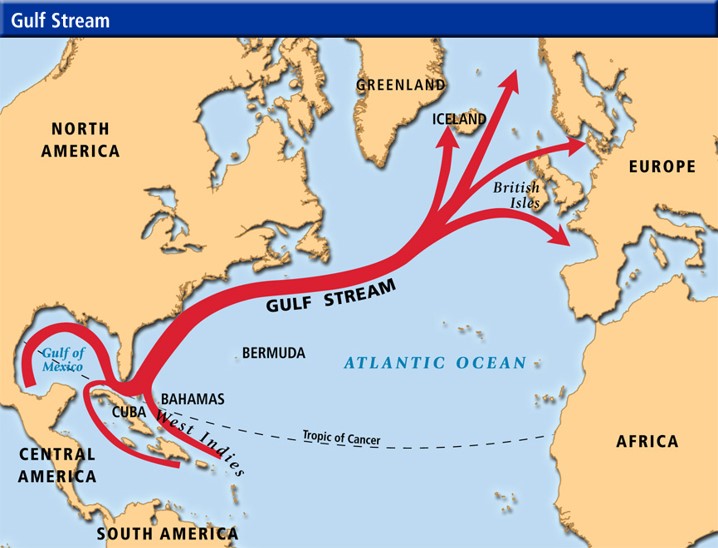 Gulf Stream
GREENLAND
ICELAND
NORTH
AMERICA
EUROPE
British
Isles
GULF STREAM
BERMUDA
Gulf of
Mexico
ATLANTIC OCEAN
BAHAMAS
CUBA
West Indies
Tropic of Cancer
AFRICA
CENTRAL
AMERICA
SOUTH AMERICA